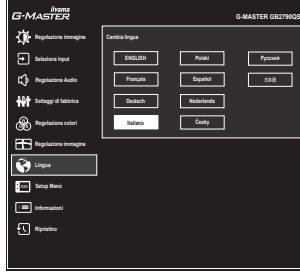 iiyama
G-MASTER
G-MASTER GB2790QS
Regolazione immagine
Cambia lingua
Seleziona input
ENGLISH
Polski
Русский
Regolazione Audio
Français
Español
日本語
Settaggi di fabbrica
Deutsch
Nederlands
Regolazione colori
Italiano
Česky
Regolazione immagine
Lingua
Setup Menù
Informazioni
Ripristino